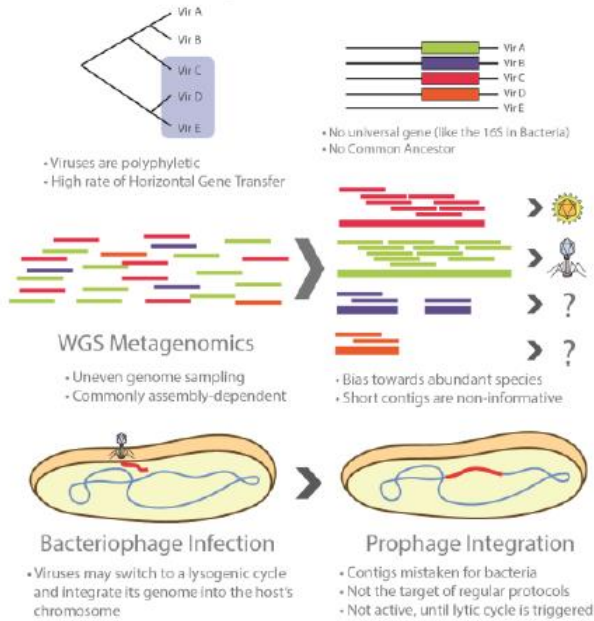 Vir A
Vir B
Vir C
Vir D
Vir E
• Viruses are polyphyletic
• High rate of Horizontal Gene Transfer
Vir A
Vir B
Vir C
Vir D
Vir E
• No universal gene (like the 16S in Bacteria)
• No Common Ancestor
WGS Metagenomics
• Uneven genome sampling
• Commonly assembly-dependent
?
?
• Bias towards abundant species
• Short contigs are non-informative
Bacteriophage Infection
• Viruses may switch to a lysogenic cycle
and integrate its genome into the host's
chromosome
Prophage Integration
• Contigs mistaken for bacteria
• Not the target of regular protocols
• Not active, until lytic cycle is triggered